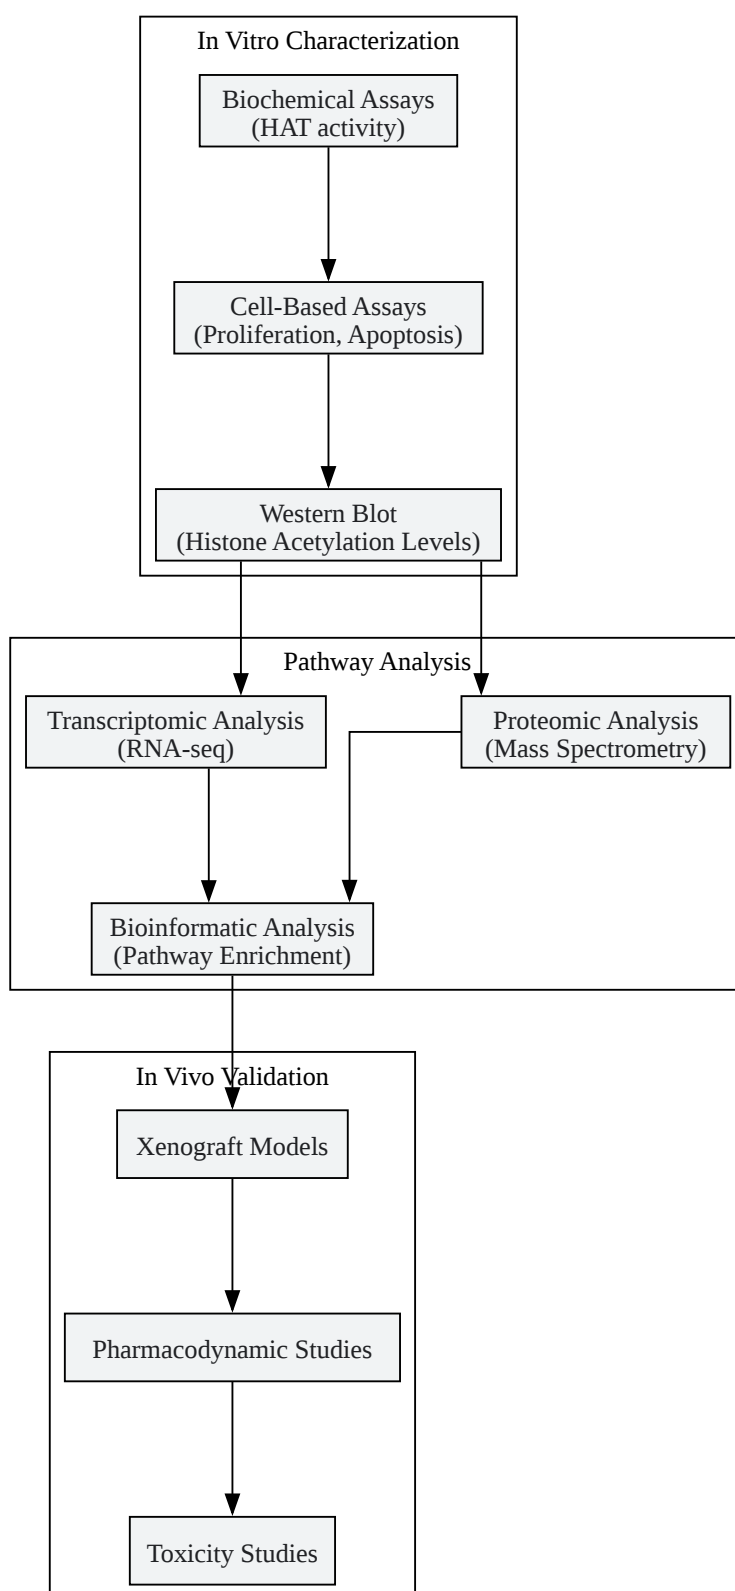 In Vitro Characterization
Biochemical Assays
(HAT activity)
Cell-Based Assays
(Proliferation, Apoptosis)
Western Blot
(Histone Acetylation Levels)
Pathway Analysis
Transcriptomic Analysis
(RNA-seq)
Proteomic Analysis
(Mass Spectrometry)
Bioinformatic Analysis
(Pathway Enrichment)
In Vivo Validation
Xenograft Models
Pharmacodynamic Studies
Toxicity Studies